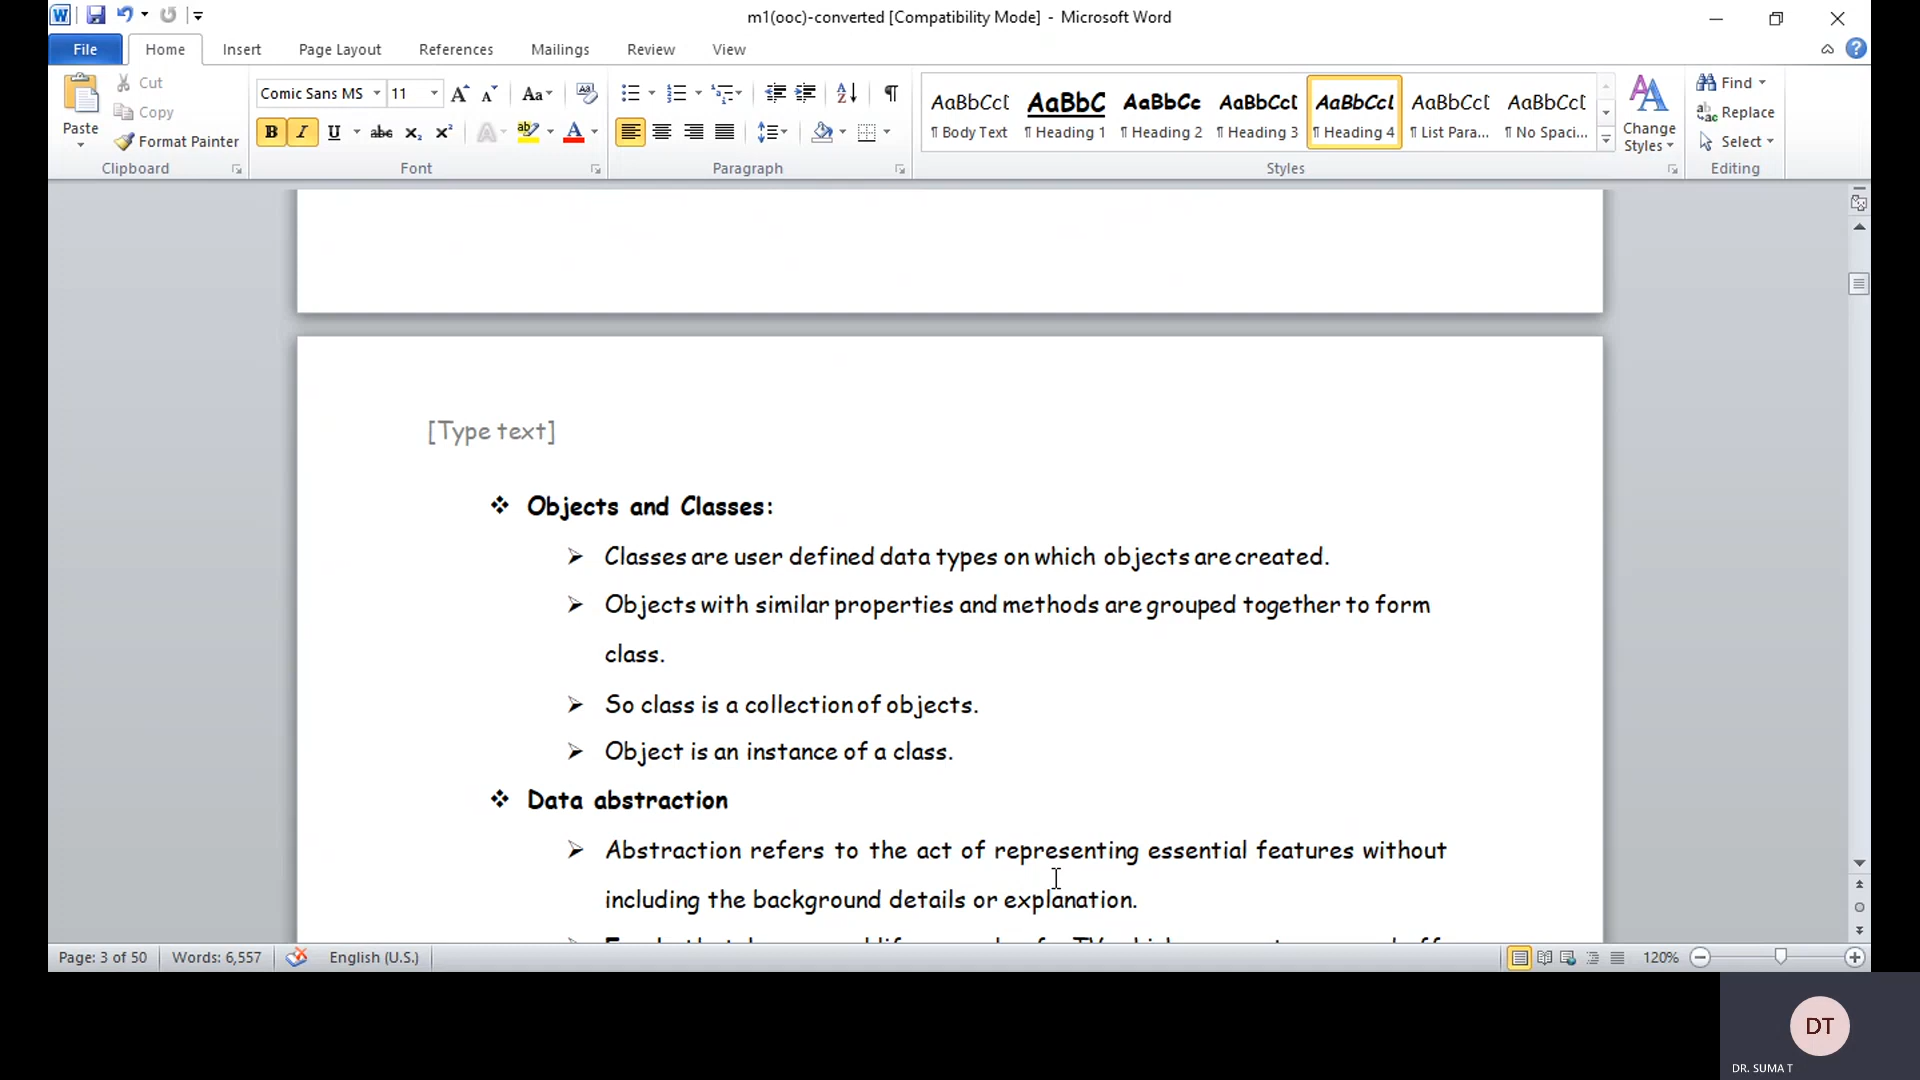 m1(ooc)-converted [Compatibility Mode] - Microsoft Word
File Home Insert Page Layout References Mailings Review View
Paste
Cut
Copy
Format Painter
Clipboard
Comic Sans MS 11
Font
Paragraph
AaBbCcI AaBbC AaBbCc AaBbCcI AaBbCcL AaBbCcI AaBbCcI
¶ Body Text ¶ Heading 1 ¶ Heading 2 ¶ Heading 3 ¶ Heading 4 ¶ List Para... ¶ No Spaci...
Styles
Change Styles
Find
Replace
Select
Editing
[Type text]
❖ Objects and Classes:
➢ Classes are user defined data types on which objects are created.
➢ Objects with similar properties and methods are grouped together to form
class.
➢ So class is a collection of objects.
➢ Object is an instance of a class.
❖ Data abstraction
➢ Abstraction refers to the act of representing essential features without
including the background details or explanation.
Page: 3 of 50 Words: 6,557 English (U.S.) 120%
DT
DR. SUMA T